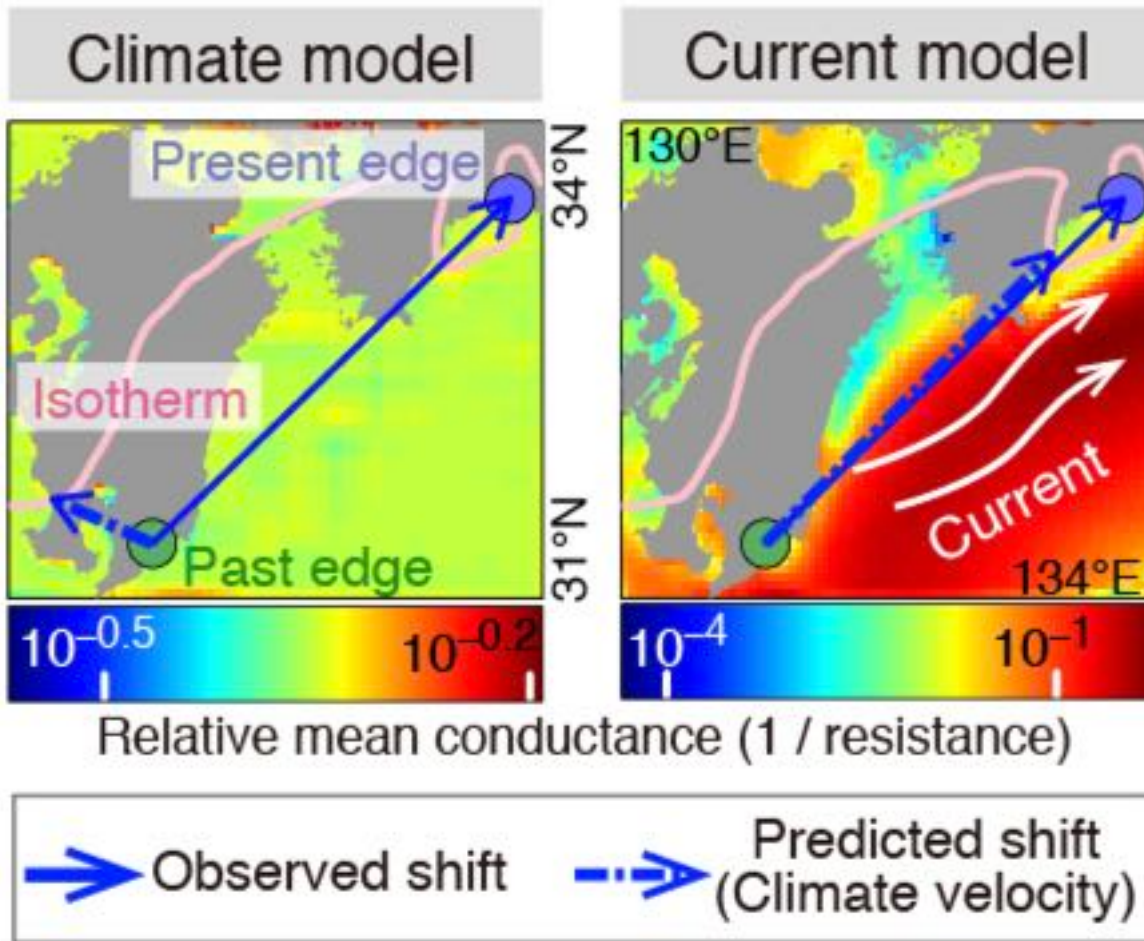 Climate model
Current model
Present edge
Isotherm
Past edge
34°N
31°N
130°E
Current
134°E
10⁻⁰·⁵
10⁻⁰·²
10⁻⁴
10⁻¹
Relative mean conductance (1 / resistance)
Observed shift
Predicted shift
(Climate velocity)